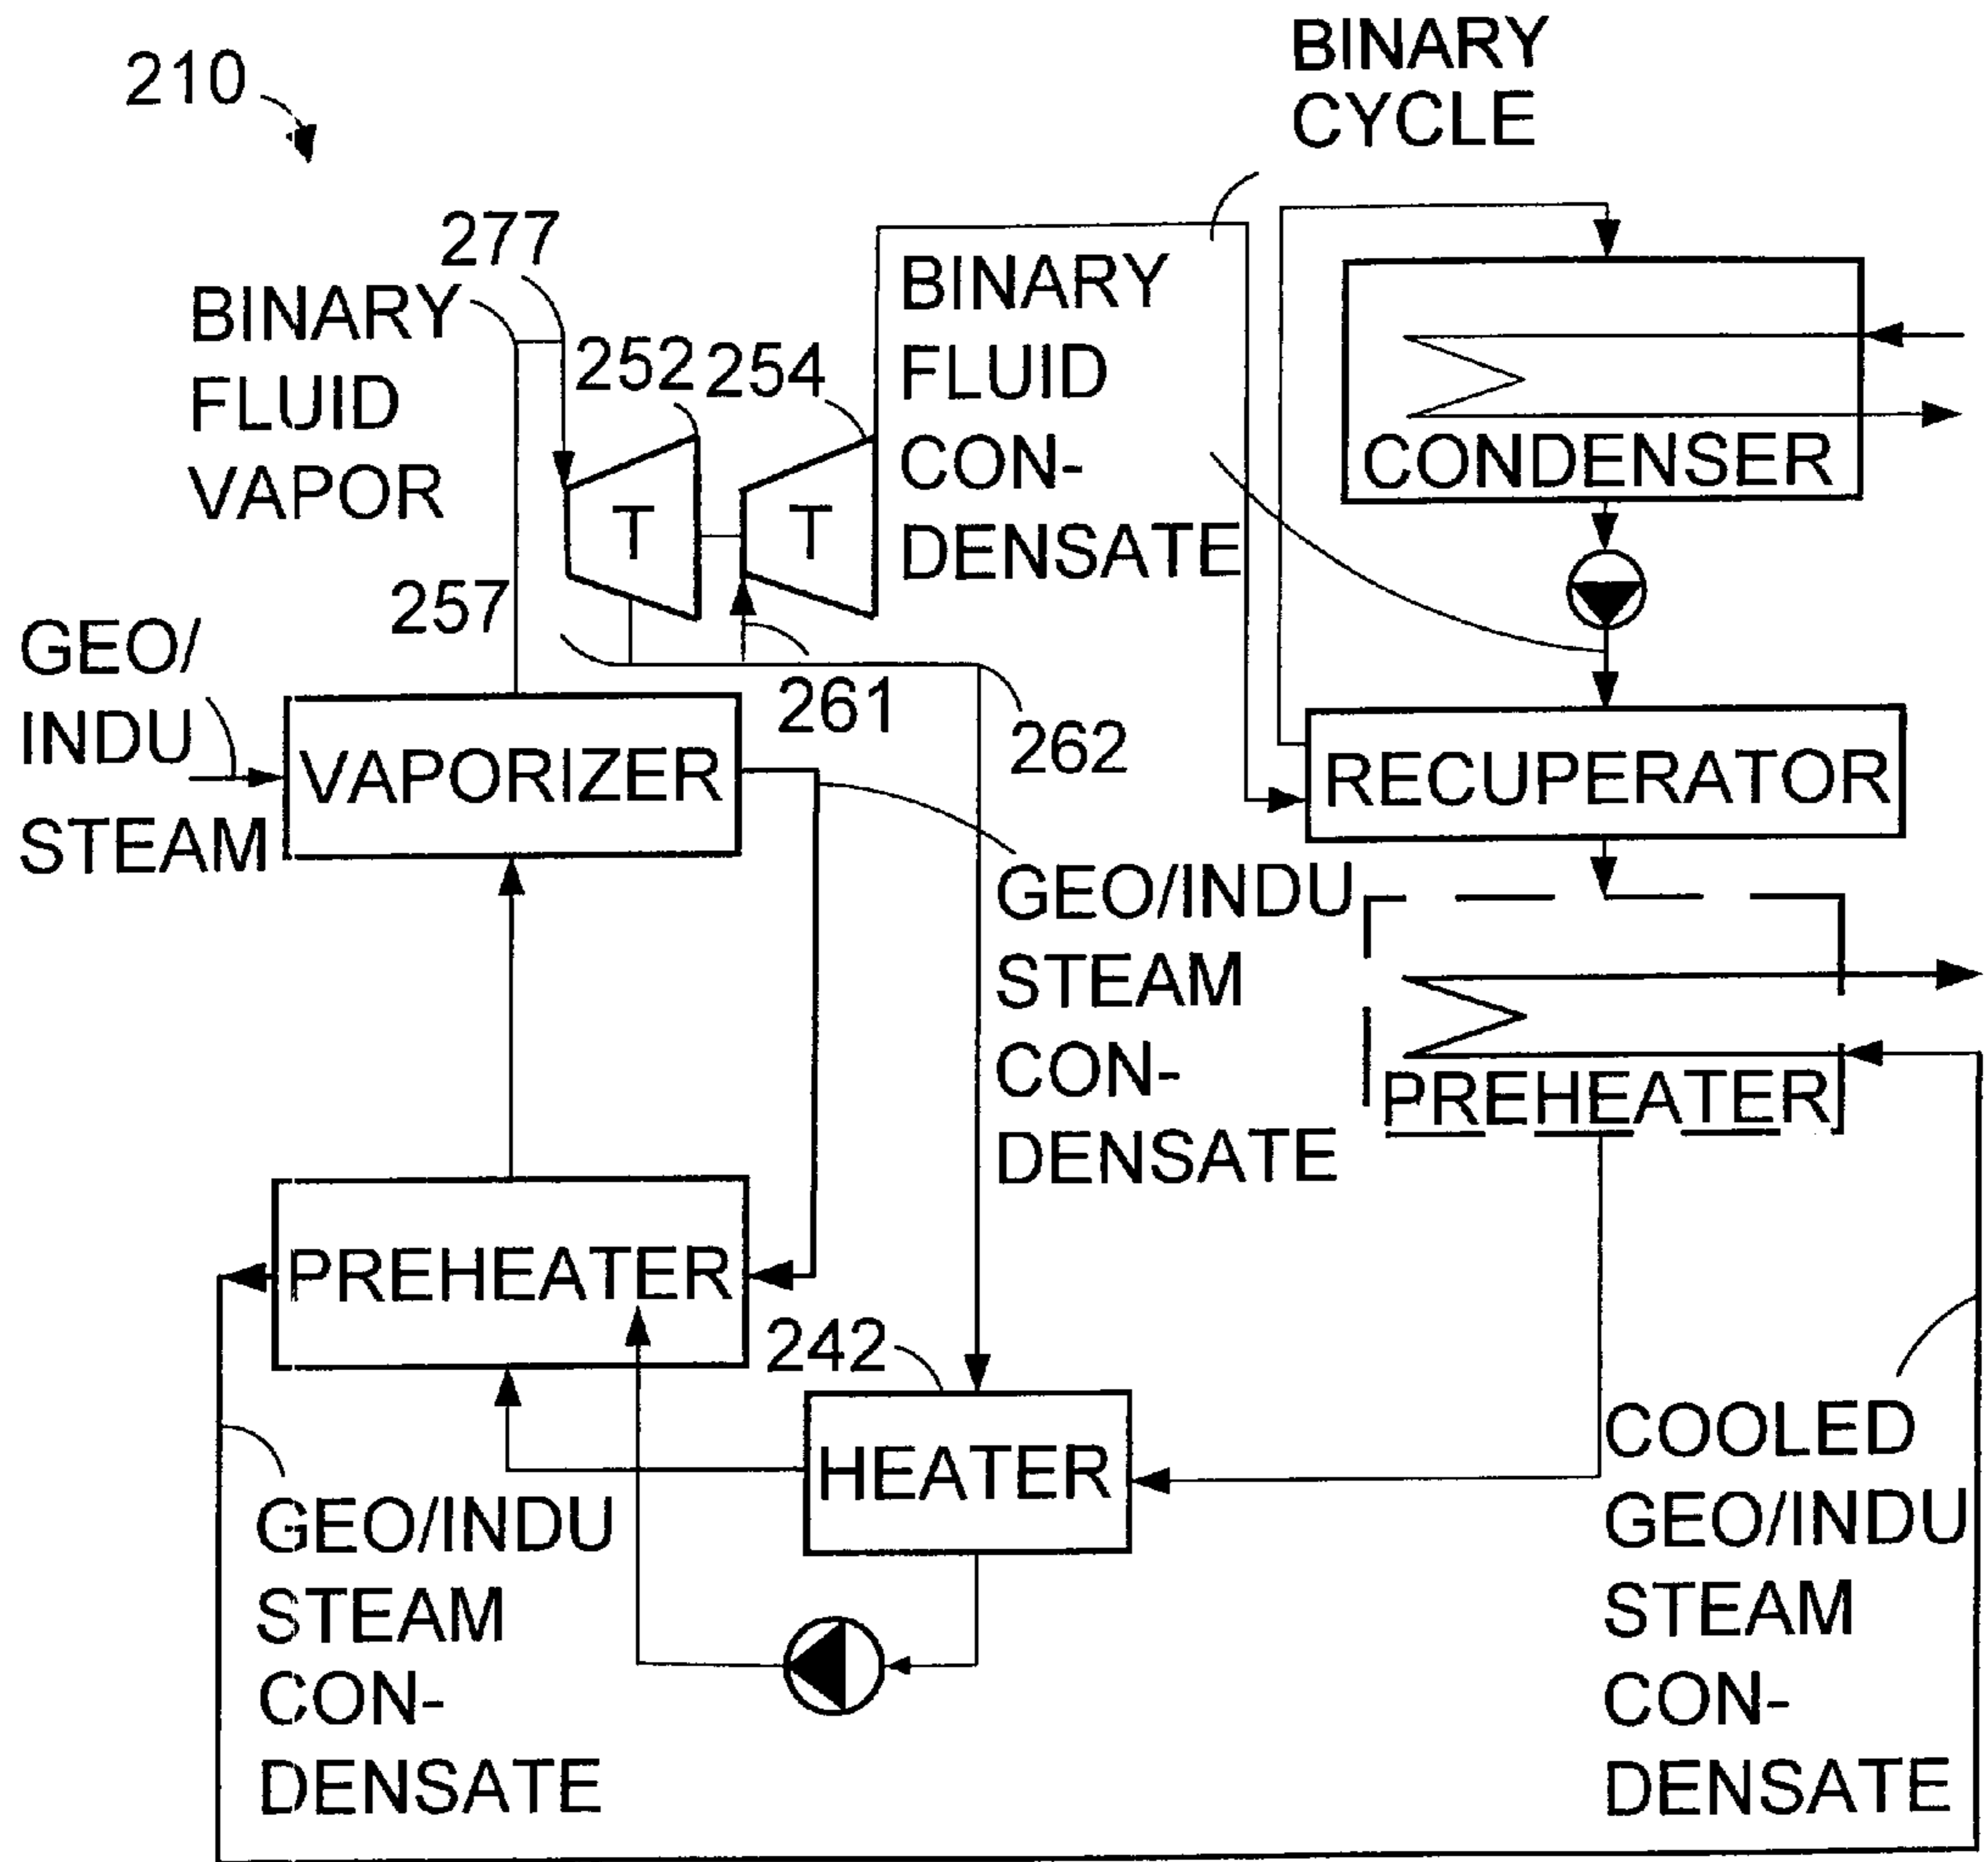 210
BINARY
CYCLE
277
BINARY
FLUID
VAPOR
252
254
BINARY
FLUID
CON-
DENSATE
CONDENSER
T
T
257
GEO/
INDU
STEAM
261
262
VAPORIZER
RECUPERATOR
GEO/INDU
STEAM
CON-
DENSATE
PREHEATER
PREHEATER
242
HEATER
GEO/INDU
STEAM
CON-
DENSATE
COOLED
GEO/INDU
STEAM
CON-
DENSATE